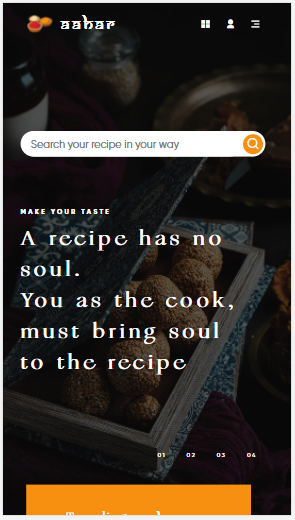 aahar
Search your recipe in your way
MAKE YOUR TASTE
A recipe has no
soul.
You as the cook,
must bring soul
to the recipe
01 02 03 04